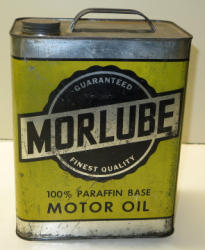 GUARANTEED
MORLUBE
FINEST QUALITY
100% PARAFFIN BASE
MOTOR OIL